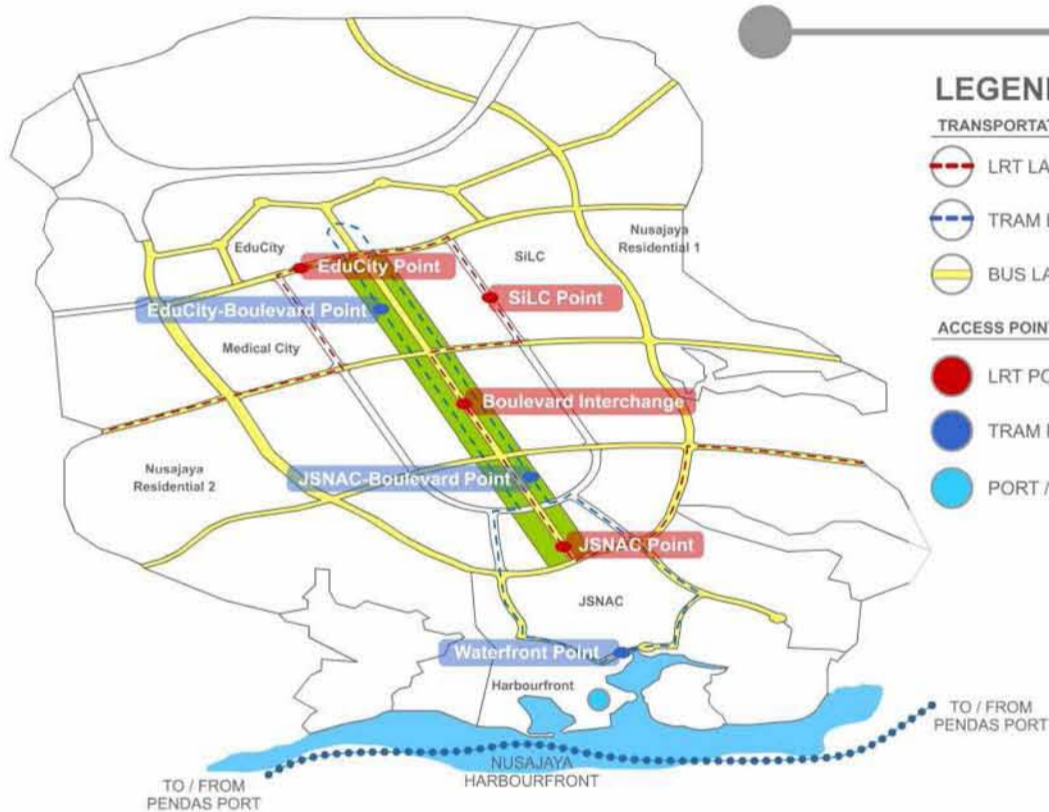 LEGEN
TRANSPORTAT
LRT LA
TRAM
BUS LA
ACCESS POINT
LRT PO
TRAM
PORT /
EduCity
SiLC
Nusajaya
Residential 1
EduCity Point
SiLC Point
EduCity-Boulevard Point
Medical City
Boulevard Interchange
Nusajaya
Residential 2
JSNAC-Boulevard Point
JSNAC Point
JSNAC
Waterfront Point
Harbourfront
TO / FROM
PENDAS PORT
NUSAJAYA
HARBOURFRONT
TO / FROM
PENDAS PORT